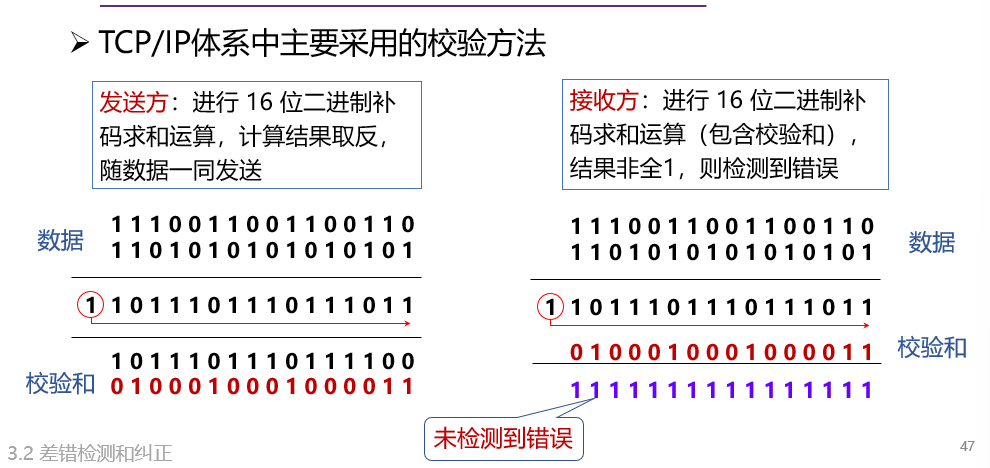 ➢ TCP/IP体系中主要采用的校验方法
发送方：进行 16 位二进制补
码求和运算，计算结果取反，
随数据一同发送
接收方：进行 16 位二进制补
码求和运算（包含校验和），
结果非全1，则检测到错误
数据
1 1 1 0 0 1 1 0 0 1 1 0 0 1 1 0
1 1 0 1 0 1 0 1 0 1 0 1 0 1 0 1
1 1 0 1 1 1 0 1 1 1 0 1 1 1 0 1 1
1 0 1 1 1 0 1 1 1 0 1 1 1 1 0 0
校验和
0 1 0 0 0 1 0 0 0 1 0 0 0 0 1 1
1 1 1 0 0 1 1 0 0 1 1 0 0 1 1 0
数据
1 1 0 1 0 1 0 1 0 1 0 1 0 1 0 1
1 1 0 1 1 1 0 1 1 1 0 1 1 1 0 1 1
0 1 0 0 0 1 0 0 0 1 0 0 0 0 1 1
校验和
1 1 1 1 1 1 1 1 1 1 1 1 1 1 1 1
未检测到错误
3.2 差错检测和纠正
47